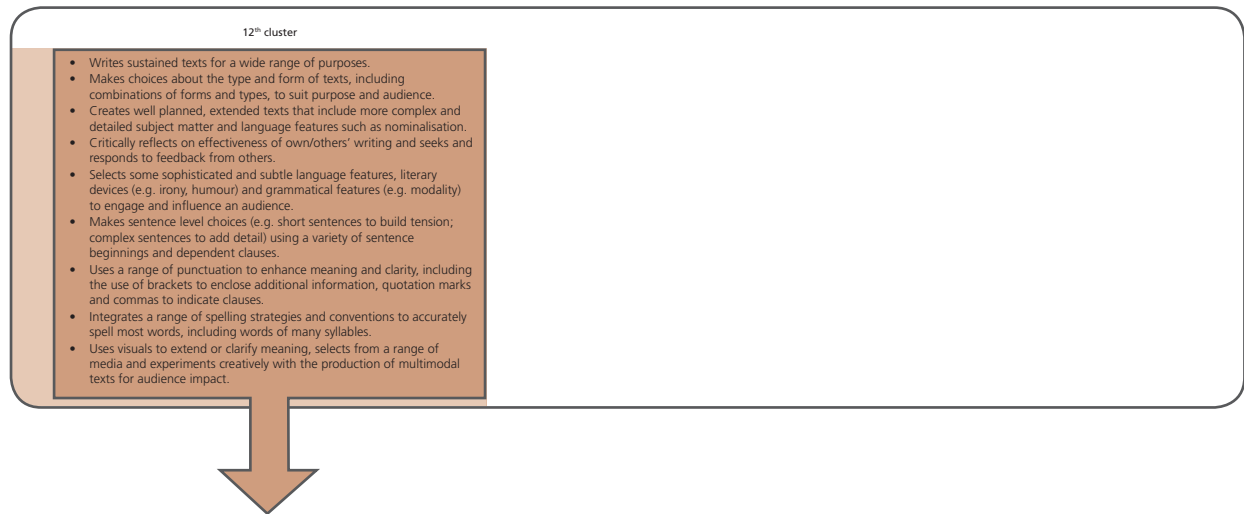 12th cluster
• Writes sustained texts for a wide range of purposes.
• Makes choices about the type and form of texts, including
combinations of forms and types, to suit purpose and audience.
• Creates well planned, extended texts that include more complex and
detailed subject matter and language features such as nominalisation.
• Critically reflects on effectiveness of own/others’ writing and seeks and
responds to feedback from others.
• Selects some sophisticated and subtle language features, literary
devices (e.g. irony, humour) and grammatical features (e.g. modality)
to engage and influence an audience.
• Makes sentence level choices (e.g. short sentences to build tension;
complex sentences to add detail) using a variety of sentence
beginnings and dependent clauses.
• Uses a range of punctuation to enhance meaning and clarity, including
the use of brackets to enclose additional information, quotation marks
and commas to indicate clauses.
• Integrates a range of spelling strategies and conventions to accurately
spell most words, including words of many syllables.
• Uses visuals to extend or clarify meaning, selects from a range of
media and experiments creatively with the production of multimodal
texts for audience impact.